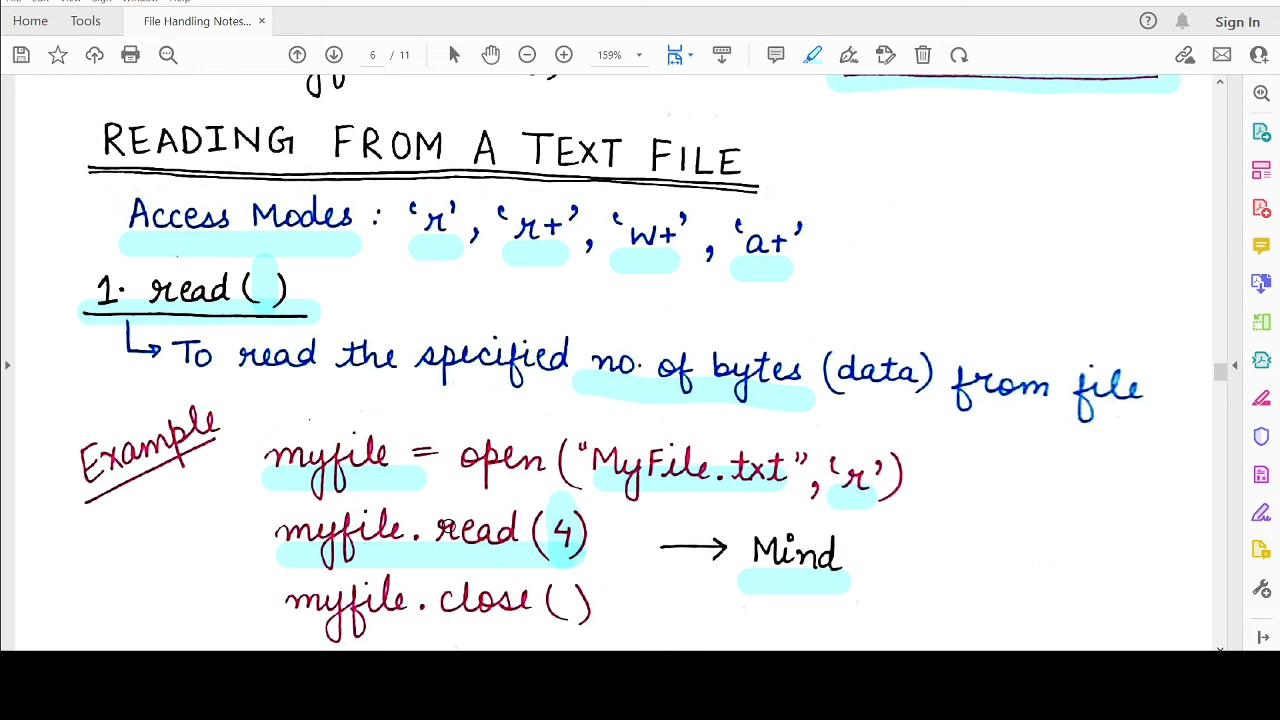 Home Tools File Handling Notes... × Sign In
6 / 11 159%
READING FROM A TEXT FILE
Access Modes : 'r', 'r+', 'w+', 'a+'
1. read( )
↳ To read the specified no. of bytes (data) from file
Example
myfile = open("MyFile.txt",'r')
myfile.read(4) → Mind
myfile.close()